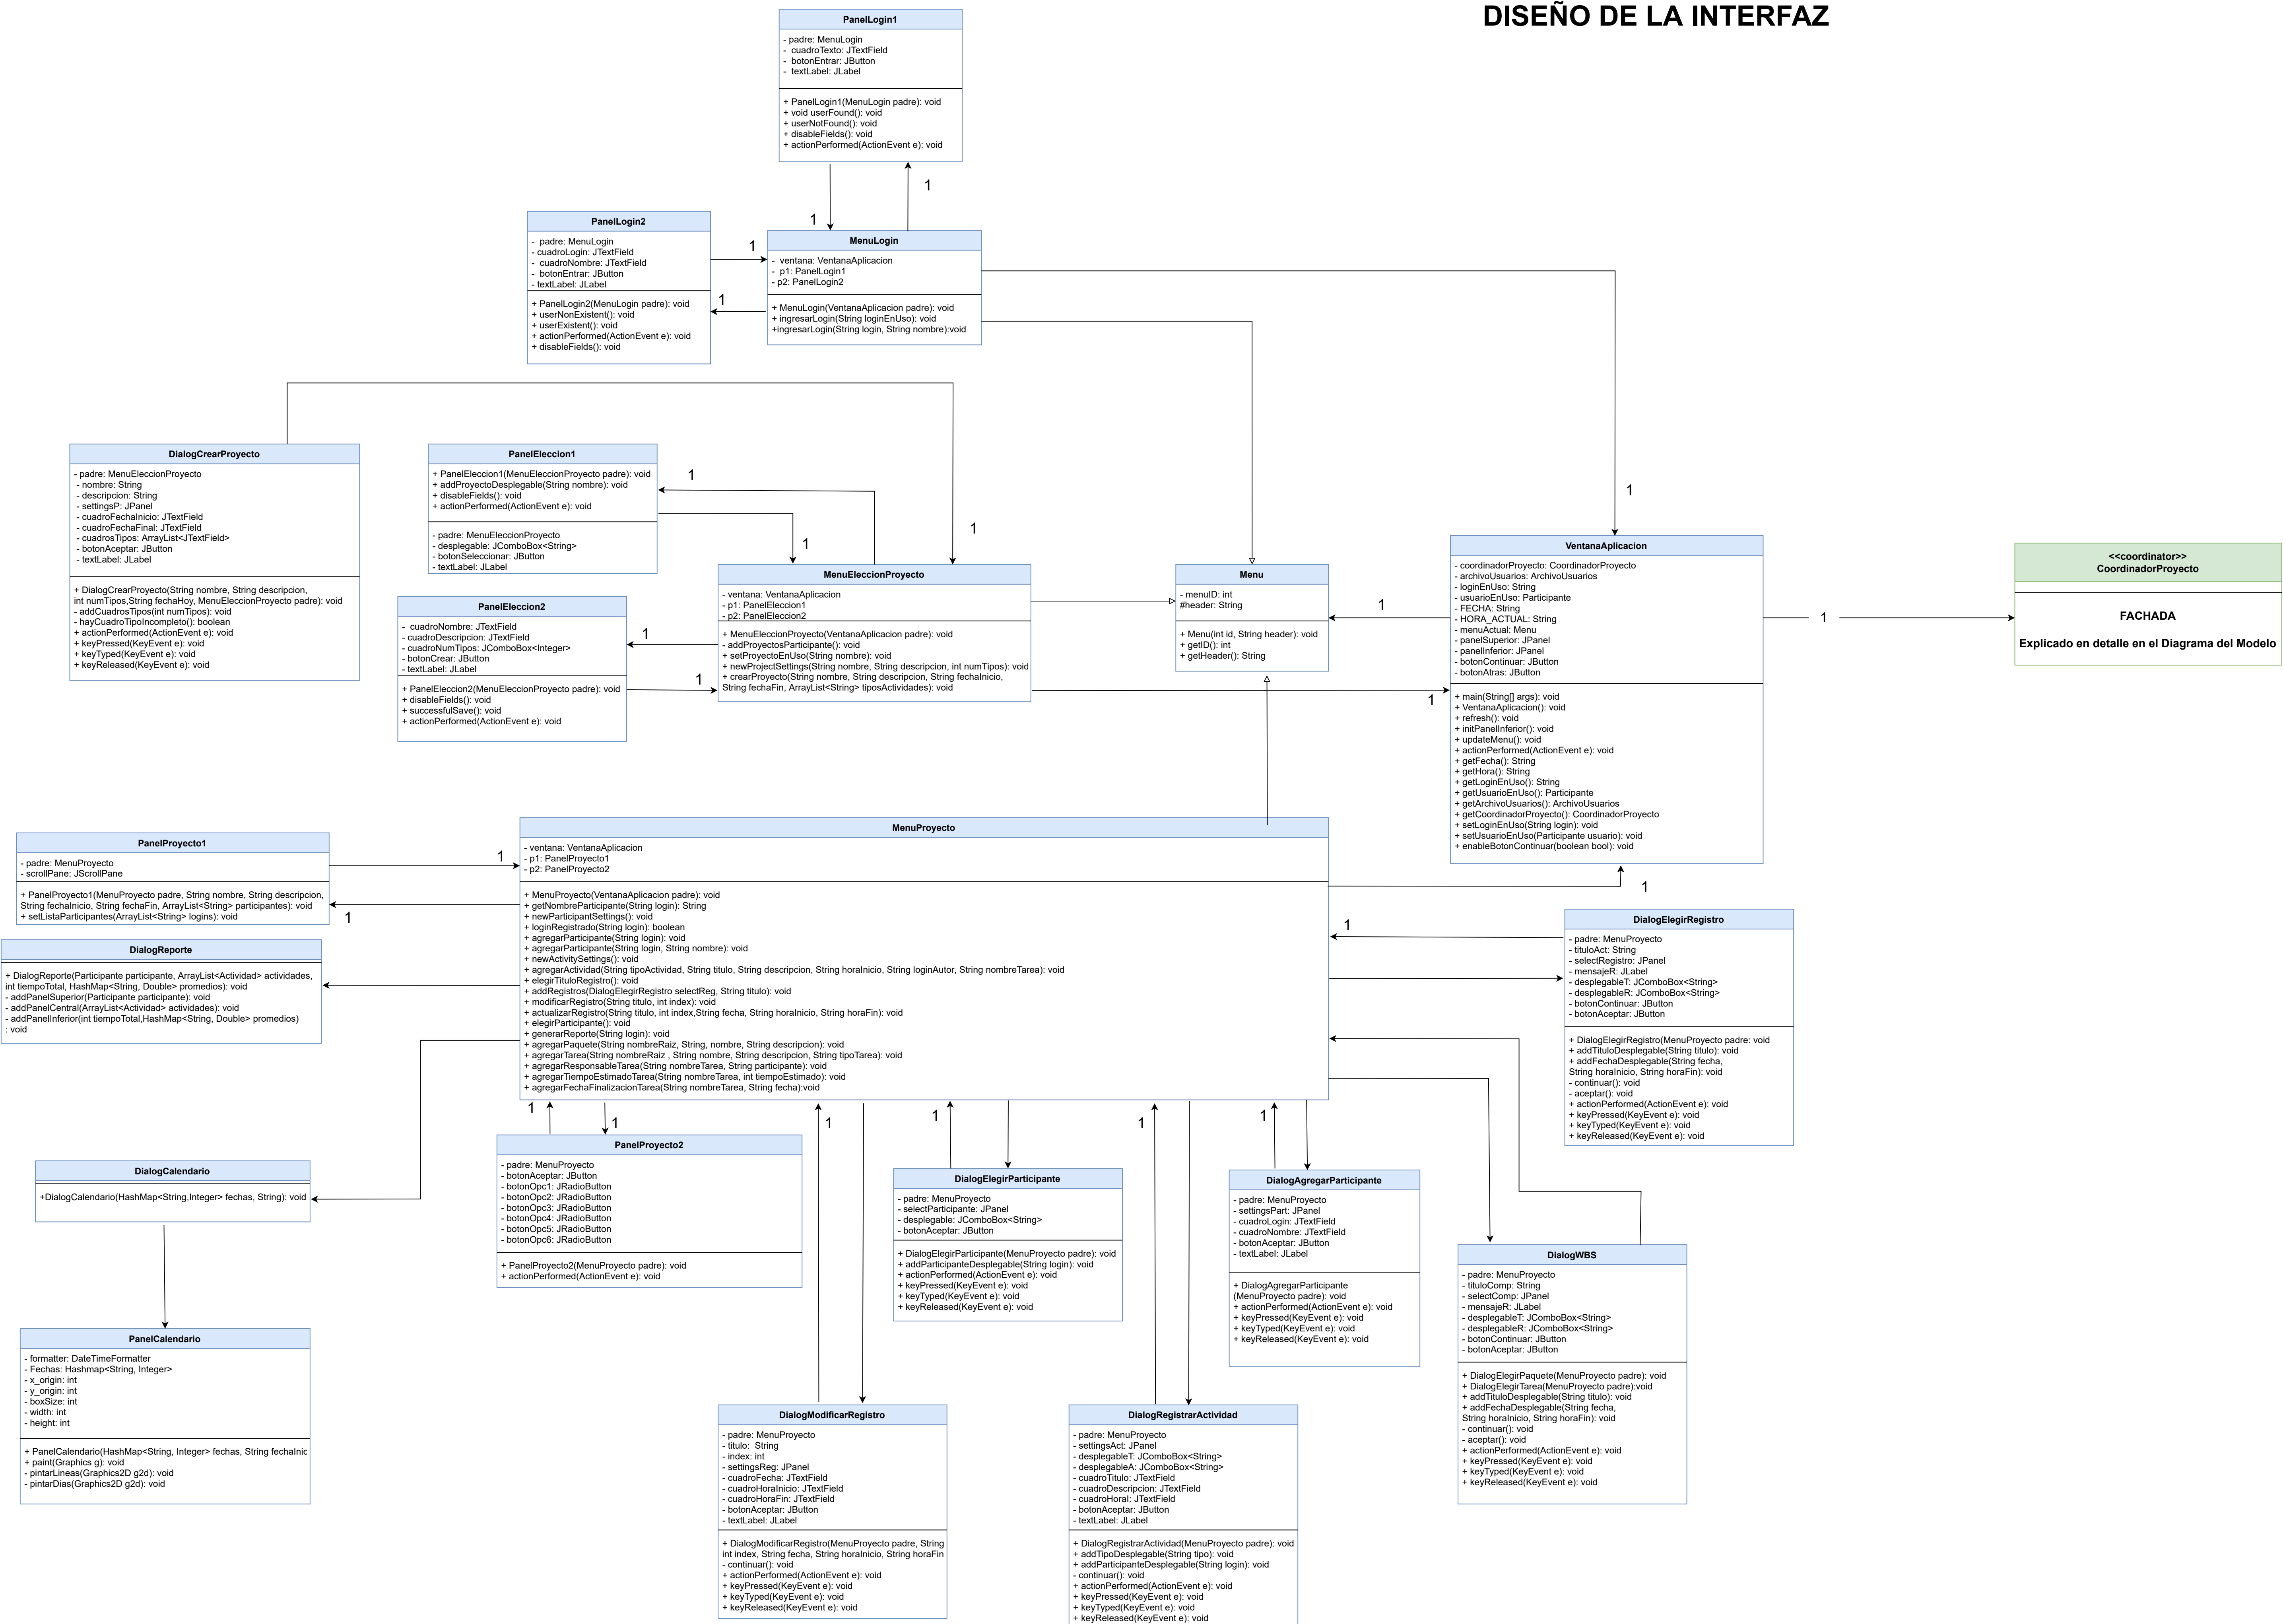 DISEÑO DE LA INTERFAZ
PanelLogin1
- padre: MenuLogin
- cuadroTexto: JTextField
- botonEntrar: JButton
- textLabel: JLabel
+ PanelLogin1(MenuLogin padre): void
+ void userFound(): void
+ userNotFound(): void
+ disableFields(): void
+ actionPerformed(ActionEvent e): void
1
1
PanelLogin2
- padre: MenuLogin
- cuadroLogin: JTextField
- cuadroNombre: JTextField
- botonEntrar: JButton
- textLabel: JLabel
+ PanelLogin2(MenuLogin padre): void
+ userNonExistent(): void
+ userExistent(): void
+ actionPerformed(ActionEvent e): void
+ disableFields(): void
1
1
MenuLogin
- ventana: VentanaAplicacion
- p1: PanelLogin1
- p2: PanelLogin2
+ MenuLogin(VentanaAplicacion padre): void
+ ingresarLogin(String loginEnUso): void
+ingresarLogin(String login, String nombre):void
DialogCrearProyecto
- padre: MenuEleccionProyecto
- nombre: String
- descripcion: String
- settingsP: JPanel
- cuadroFechaInicio: JTextField
- cuadroFechaFinal: JTextField
- cuadrosTipos: ArrayList<JTextField>
- botonAceptar: JButton
- textLabel: JLabel
+ DialogCrearProyecto(String nombre, String descripcion,
int numTipos,String fechaHoy, MenuEleccionProyecto padre): void
- addCuadrosTipos(int numTipos): void
- hayCuadroTipoIncompleto(): boolean
+ actionPerformed(ActionEvent e): void
+ keyPressed(KeyEvent e): void
+ keyTyped(KeyEvent e): void
+ keyReleased(KeyEvent e): void
PanelEleccion1
+ PanelEleccion1(MenuEleccionProyecto padre): void
+ addProyectoDesplegable(String nombre): void
+ disableFields(): void
+ actionPerformed(ActionEvent e): void
- padre: MenuEleccionProyecto
- desplegable: JComboBox<String>
- botonSeleccionar: JButton
- textLabel: JLabel
1
1
1
1
PanelEleccion2
- cuadroNombre: JTextField
- cuadroDescripcion: JTextField
- cuadroNumTipos: JComboBox<Integer>
- botonCrear: JButton
- textLabel: JLabel
+ PanelEleccion2(MenuEleccionProyecto padre): void
+ disableFields(): void
+ successfulSave(): void
+ actionPerformed(ActionEvent e): void
1
1
MenuEleccionProyecto
- ventana: VentanaAplicacion
- p1: PanelEleccion1
- p2: PanelEleccion2
+ MenuEleccionProyecto(VentanaAplicacion padre): void
- addProyectosParticipante(): void
+ setProyectoEnUso(String nombre): void
+ newProjectSettings(String nombre, String descripcion, int numTipos): void
+ crearProyecto(String nombre, String descripcion, String fechaInicio,
String fechaFin, ArrayList<String> tiposActividades): void
Menu
- menuID: int
#header: String
+ Menu(int id, String header): void
+ getID(): int
+ getHeader(): String
1
1
VentanaAplicacion
- coordinadorProyecto: CoordinadorProyecto
- archivoUsuarios: ArchivoUsuarios
- loginEnUso: String
- usuarioEnUso: Participante
- FECHA: String
- HORA_ACTUAL: String
- menuActual: Menu
- panelSuperior: JPanel
- panelInferior: JPanel
- botonContinuar: JButton
- botonAtras: JButton
+ main(String[] args): void
+ VentanaAplicacion(): void
+ refresh(): void
+ initPanelInferior(): void
+ updateMenu(): void
+ actionPerformed(ActionEvent e): void
+ getFecha(): String
+ getHora(): String
+ getLoginEnUso(): String
+ getUsuarioEnUso(): Participante
+ getArchivoUsuarios(): ArchivoUsuarios
+ getCoordinadorProyecto(): CoordinadorProyecto
+ setLoginEnUso(String login): void
+ setUsuarioEnUso(Participante usuario): void
+ enableBotonContinuar(boolean bool): void
1
<<coordinator>>
CoordinadorProyecto
FACHADA
Explicado en detalle en el Diagrama del Modelo
PanelProyecto1
- padre: MenuProyecto
- scrollPane: JScrollPane
+ PanelProyecto1(MenuProyecto padre, String nombre, String descripcion,
String fechaInicio, String fechaFin, ArrayList<String> participantes): void
+ setListaParticipantes(ArrayList<String> logins): void
1
1
DialogReporte
+ DialogReporte(Participante participante, ArrayList<Actividad> actividades,
int tiempoTotal, HashMap<String, Double> promedios): void
- addPanelSuperior(Participante participante): void
- addPanelCentral(ArrayList<Actividad> actividades): void
- addPanelInferior(int tiempoTotal,HashMap<String, Double> promedios)
: void
MenuProyecto
- ventana: VentanaAplicacion
- p1: PanelProyecto1
- p2: PanelProyecto2
+ MenuProyecto(VentanaAplicacion padre): void
+ getNombreParticipante(String login): String
+ newParticipantSettings(): void
+ loginRegistrado(String login): boolean
+ agregarParticipante(String login): void
+ agregarParticipante(String login, String nombre): void
+ newActivitySettings(): void
+ agregarActividad(String tipoActividad, String titulo, String descripcion, String horaInicio, String loginAutor, String nombreTarea): void
+ elegirTituloRegistro(): void
+ addRegistros(DialogElegirRegistro selectReg, String titulo): void
+ modificarRegistro(String titulo, int index): void
+ actualizarRegistro(String titulo, int index,String fecha, String horaInicio, String horaFin): void
+ elegirParticipante(): void
+ generarReporte(String login): void
+ agregarPaquete(String nombreRaiz, String, nombre, String descripcion): void
+ agregarTarea(String nombreRaiz , String nombre, String descripcion, String tipoTarea): void
+ agregarResponsableTarea(String nombreTarea, String participante): void
+ agregarTiempoEstimadoTarea(String nombreTarea, int tiempoEstimado): void
+ agregarFechaFinalizacionTarea(String nombreTarea, String fecha):void
1
1
DialogElegirRegistro
- padre: MenuProyecto
- tituloAct: String
- selectRegistro: JPanel
- mensajeR: JLabel
- desplegableT: JComboBox<String>
- desplegableR: JComboBox<String>
- botonContinuar: JButton
- botonAceptar: JButton
+ DialogElegirRegistro(MenuProyecto padre: void
+ addTituloDesplegable(String titulo): void
+ addFechaDesplegable(String fecha,
String horaInicio, String horaFin): void
- continuar(): void
- aceptar(): void
+ actionPerformed(ActionEvent e): void
+ keyPressed(KeyEvent e): void
+ keyTyped(KeyEvent e): void
+ keyReleased(KeyEvent e): void
1
1
1
1
1
1
DialogCalendario
+DialogCalendario(HashMap<String,Integer> fechas, String): void
PanelProyecto2
- padre: MenuProyecto
- botonAceptar: JButton
- botonOpc1: JRadioButton
- botonOpc2: JRadioButton
- botonOpc3: JRadioButton
- botonOpc4: JRadioButton
- botonOpc5: JRadioButton
- botonOpc6: JRadioButton
+ PanelProyecto2(MenuProyecto padre): void
+ actionPerformed(ActionEvent e): void
DialogElegirParticipante
- padre: MenuProyecto
- selectParticipante: JPanel
- desplegable: JComboBox<String>
- botonAceptar: JButton
+ DialogElegirParticipante(MenuProyecto padre): void
+ addParticipanteDesplegable(String login): void
+ actionPerformed(ActionEvent e): void
+ keyPressed(KeyEvent e): void
+ keyTyped(KeyEvent e): void
+ keyReleased(KeyEvent e): void
DialogAgregarParticipante
- padre: MenuProyecto
- settingsPart: JPanel
- cuadroLogin: JTextField
- cuadroNombre: JTextField
- botonAceptar: JButton
- textLabel: JLabel
+ DialogAgregarParticipante
(MenuProyecto padre): void
+ actionPerformed(ActionEvent e): void
+ keyPressed(KeyEvent e): void
+ keyTyped(KeyEvent e): void
+ keyReleased(KeyEvent e): void
DialogWBS
- padre: MenuProyecto
- tituloComp: String
- selectComp: JPanel
- mensajeR: JLabel
- desplegableT: JComboBox<String>
- desplegableR: JComboBox<String>
- botonContinuar: JButton
- botonAceptar: JButton
+ DialogElegirPaquete(MenuProyecto padre): void
+ DialogElegirTarea(MenuProyecto padre):void
+ addTituloDesplegable(String titulo): void
+ addFechaDesplegable(String fecha,
String horaInicio, String horaFin): void
- continuar(): void
- aceptar(): void
+ actionPerformed(ActionEvent e): void
+ keyPressed(KeyEvent e): void
+ keyTyped(KeyEvent e): void
+ keyReleased(KeyEvent e): void
PanelCalendario
- formatter: DateTimeFormatter
- Fechas: Hashmap<String, Integer>
- x_origin: int
- y_origin: int
- boxSize: int
- width: int
- height: int
+ PanelCalendario(HashMap<String, Integer> fechas, String fechaInic
+ paint(Graphics g): void
- pintarLineas(Graphics2D g2d): void
- pintarDias(Graphics2D g2d): void
DialogModificarRegistro
- padre: MenuProyecto
- titulo: String
- index: int
- settingsReg: JPanel
- cuadroFecha: JTextField
- cuadroHoraInicio: JTextField
- cuadroHoraFin: JTextField
- botonAceptar: JButton
- textLabel: JLabel
+ DialogModificarRegistro(MenuProyecto padre, String
int index, String fecha, String horaInicio, String horaFin
- continuar(): void
+ actionPerformed(ActionEvent e): void
+ keyPressed(KeyEvent e): void
+ keyTyped(KeyEvent e): void
+ keyReleased(KeyEvent e): void
DialogRegistrarActividad
- padre: MenuProyecto
- settingsAct: JPanel
- desplegableT: JComboBox<String>
- desplegableA: JComboBox<String>
- cuadroTitulo: JTextField
- cuadroDescripcion: JTextField
- cuadroHoraI: JTextField
- botonAceptar: JButton
- textLabel: JLabel
+ DialogRegistrarActividad(MenuProyecto padre): void
+ addTipoDesplegable(String tipo): void
+ addParticipanteDesplegable(String login): void
- continuar(): void
+ actionPerformed(ActionEvent e): void
+ keyPressed(KeyEvent e): void
+ keyTyped(KeyEvent e): void
+ keyReleased(KeyEvent e): void